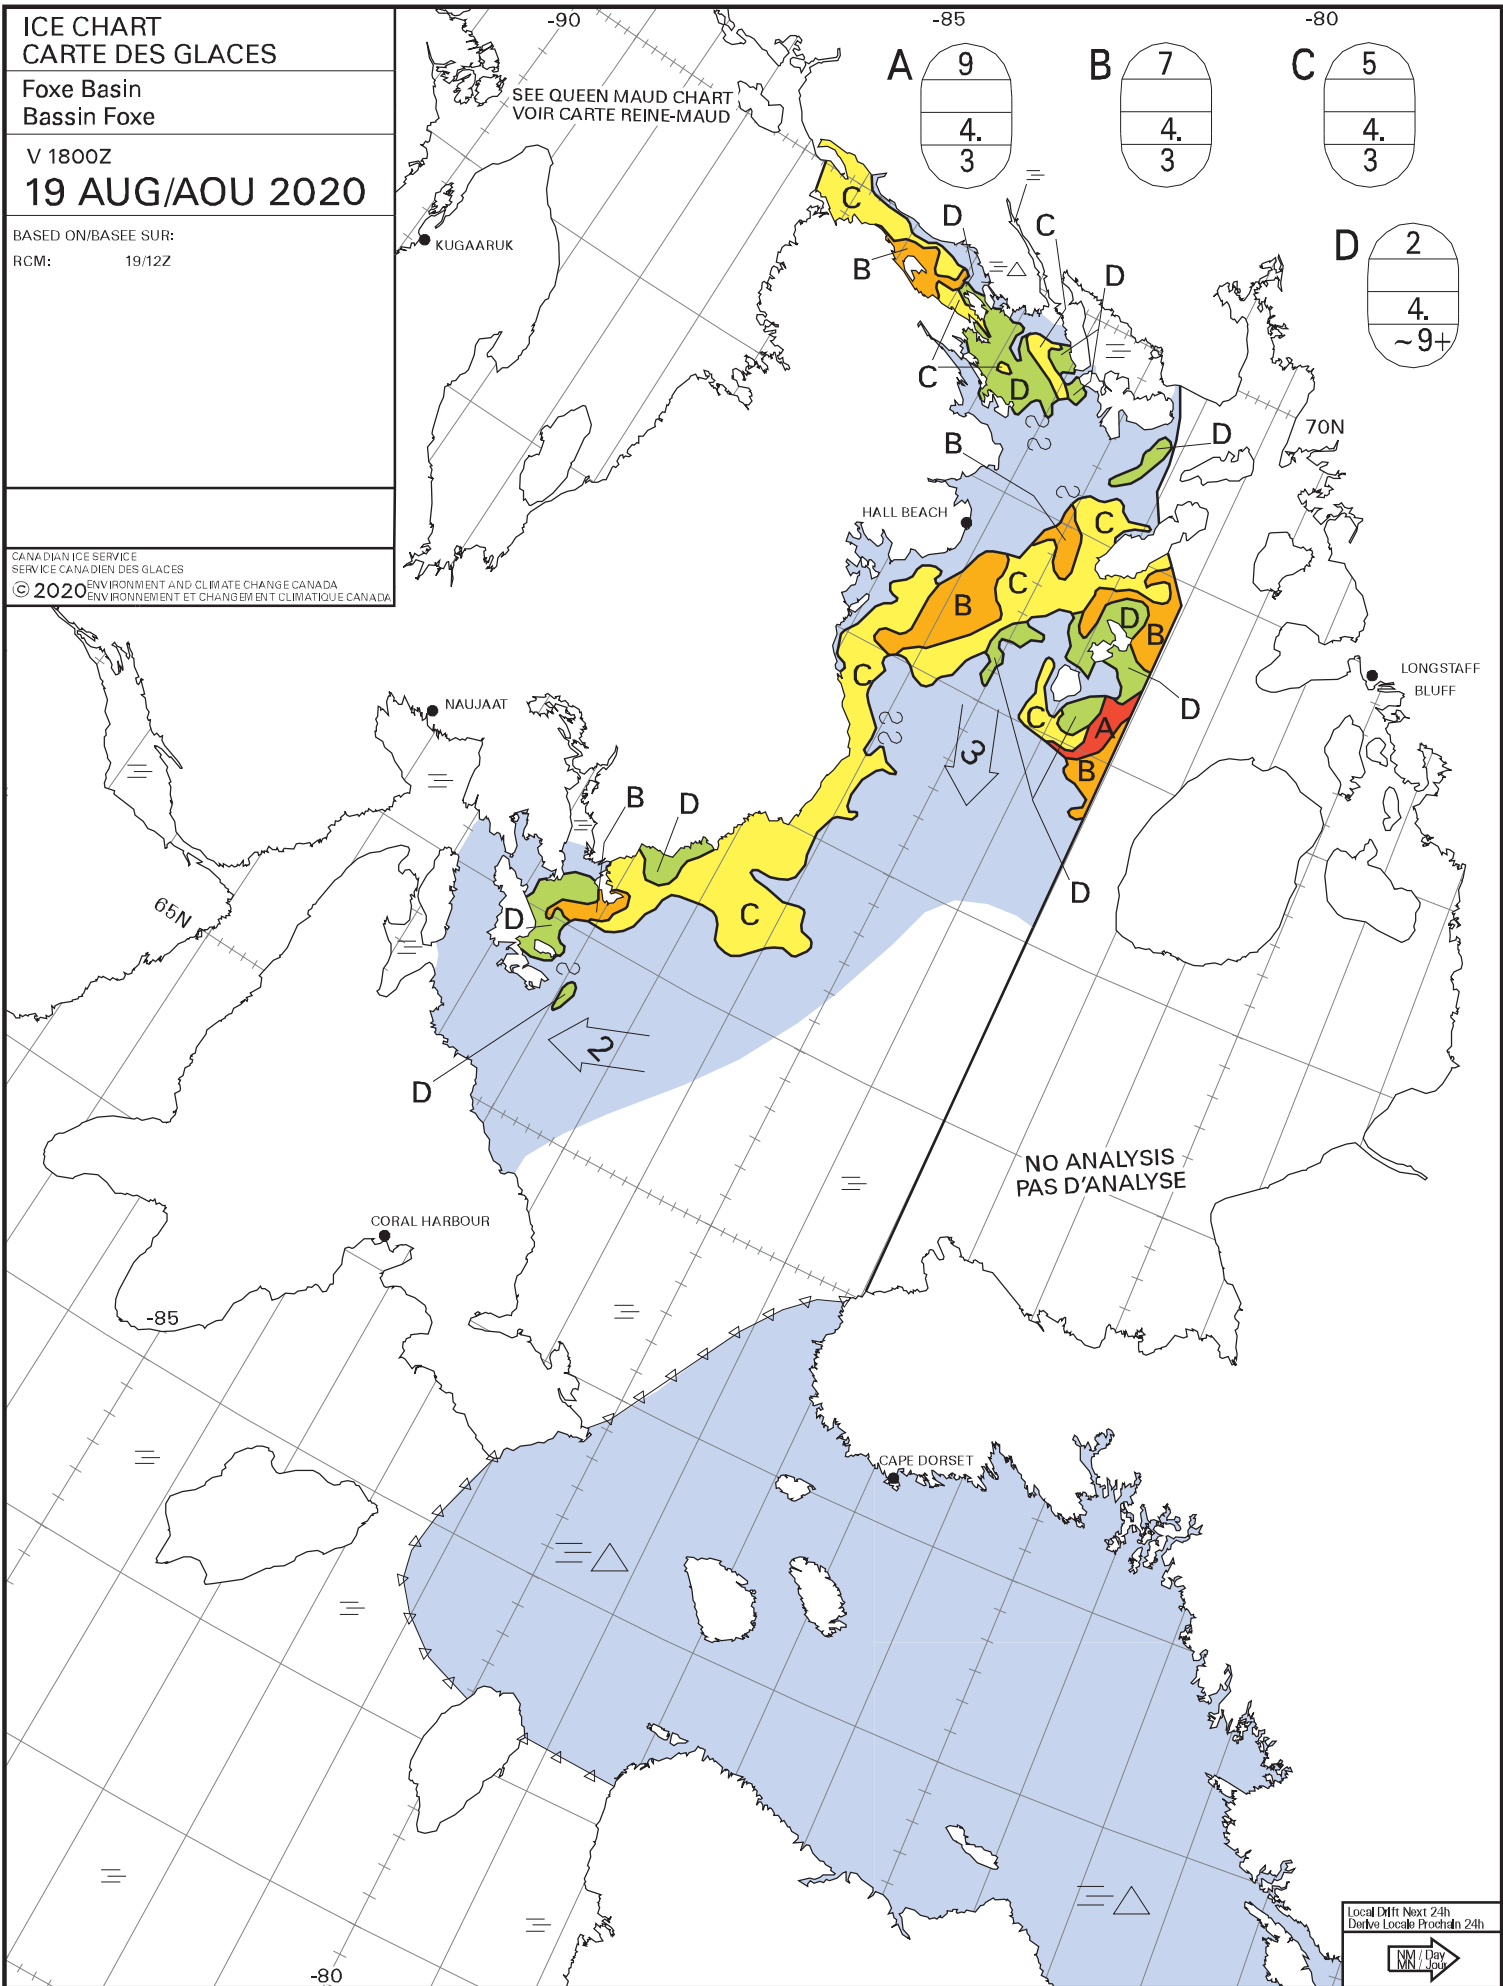 ICE CHART
CARTE DES GLACES
Foxe Basin
Bassin Foxe
V 1800Z
19 AUG/AOU 2020
BASED ON/BASEE SUR:
RCM: 19/12Z
CANADIAN ICE SERVICE
SERVICE CANADIEN DES GLACES
© 2020 ENVIRONMENT AND CLIMATE CHANGE CANADA
ENVIRONNEMENT ET CHANGEMENT CLIMATIQUE CANADA
-90
-85
-80
SEE QUEEN MAUD CHART
VOIR CARTE REINE-MAUD
A
9
4.
3
B
7
4.
3
C
5
4.
3
D
2
4.
~9+
KUGAARUK
C
D
C
B
D
C
D
B
D
70N
HALL BEACH
C
B
C
D
B
C
LONGSTAFF
BLUFF
D
NAUJAAT
C
A
3
B
B
D
D
65N
D
C
2
D
NO ANALYSIS
PAS D'ANALYSE
CORAL HARBOUR
-85
CAPE DORSET
Local Drift Next 24h
Derive Locale Prochain 24h
NM / Day
MN / Jour
-80